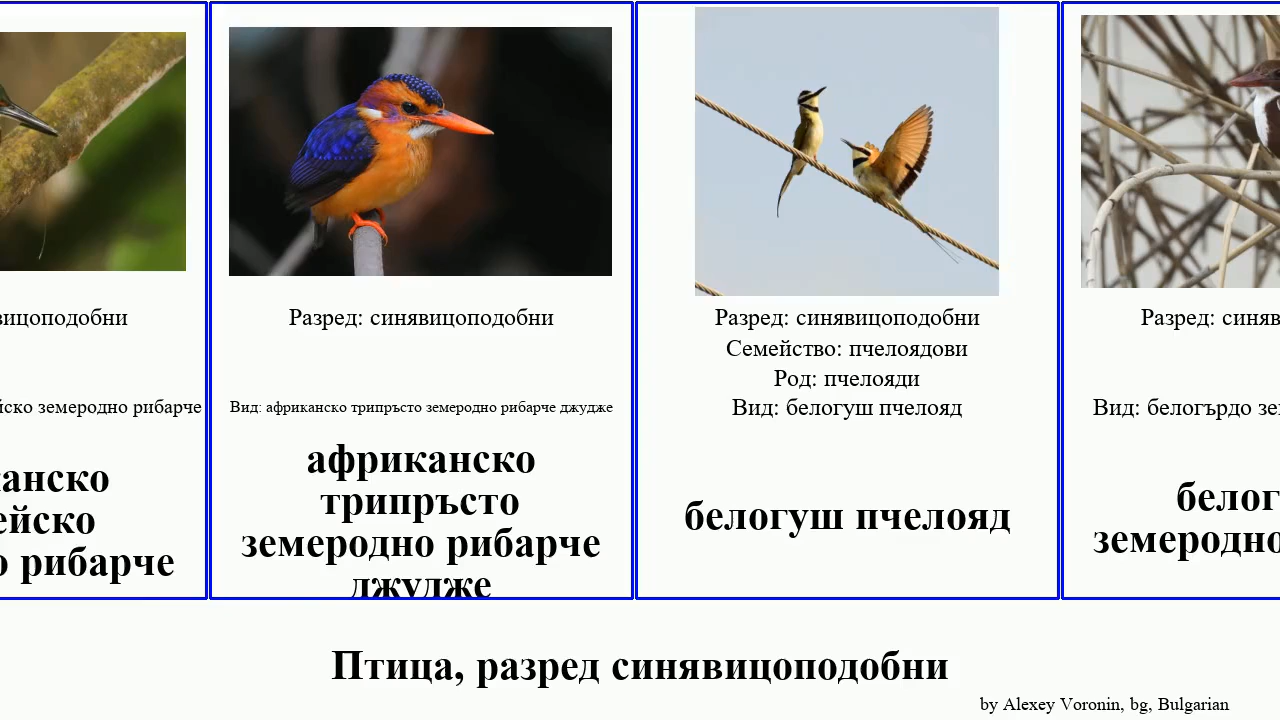 вицоподобни
йско земеродно рибарче
канско
ейско
о рибарче
Разред: синявицоподобни
Вид: африканско трипръсто земеродно рибарче джудже
африканско
трипръсто
земеродно рибарче
джудже
Разред: синявицоподобни
Семейство: пчелоядови
Род: пчелояди
Вид: белогуш пчелояд
белогуш пчелояд
Разред: синяв
Вид: белогърдо зе
белог
земеродно
Птица, разред синявицоподобни
by Alexey Voronin, bg, Bulgarian